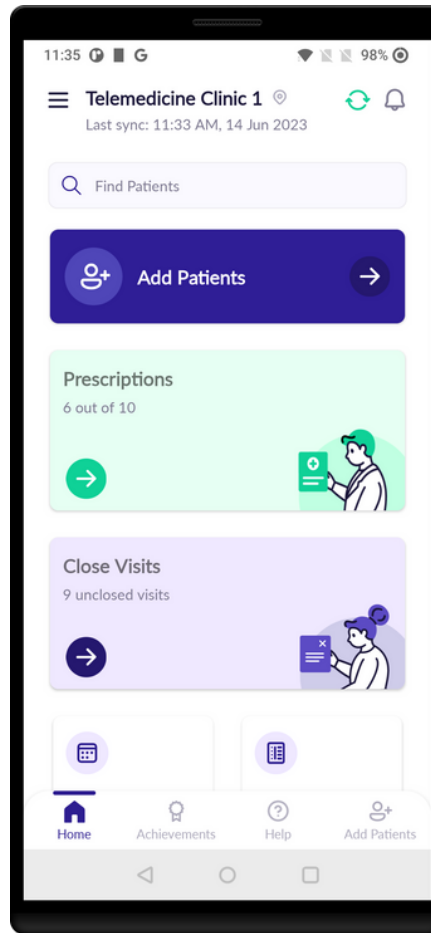 11:35 G 98%
Telemedicine Clinic 1
Last sync: 11:33 AM, 14 Jun 2023
Find Patients
Add Patients
Prescriptions
6 out of 10
Close Visits
9 unclosed visits
Home Achievements Help Add Patients